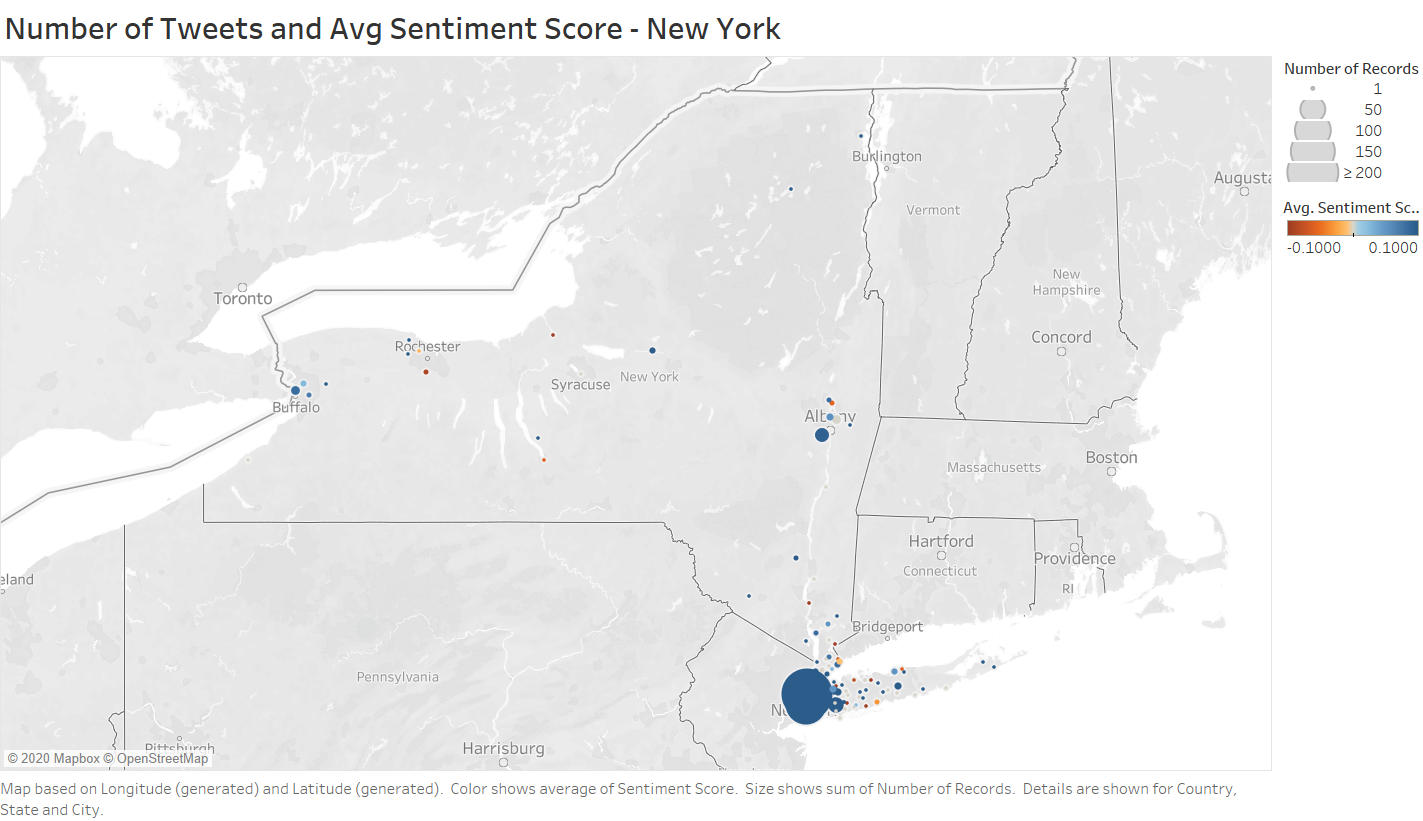 Number of Tweets and Avg Sentiment Score - New York
Number of Records
1
50
100
150
≥ 200
Avg. Sentiment Sc..
-0.1000 0.1000
Burlington
Augusta
Vermont
New
Hampshire
Toronto
Concord
Rochester
Syracuse
New York
Buffalo
Albany
Boston
Massachusetts
Hartford
Providence
Connecticut
eland
RI
Bridgeport
Pennsylvania
Pittsburgh
Harrisburg
© 2020 Mapbox © OpenStreetMap
Map based on Longitude (generated) and Latitude (generated). Color shows average of Sentiment Score. Size shows sum of Number of Records. Details are shown for Country,
State and City.